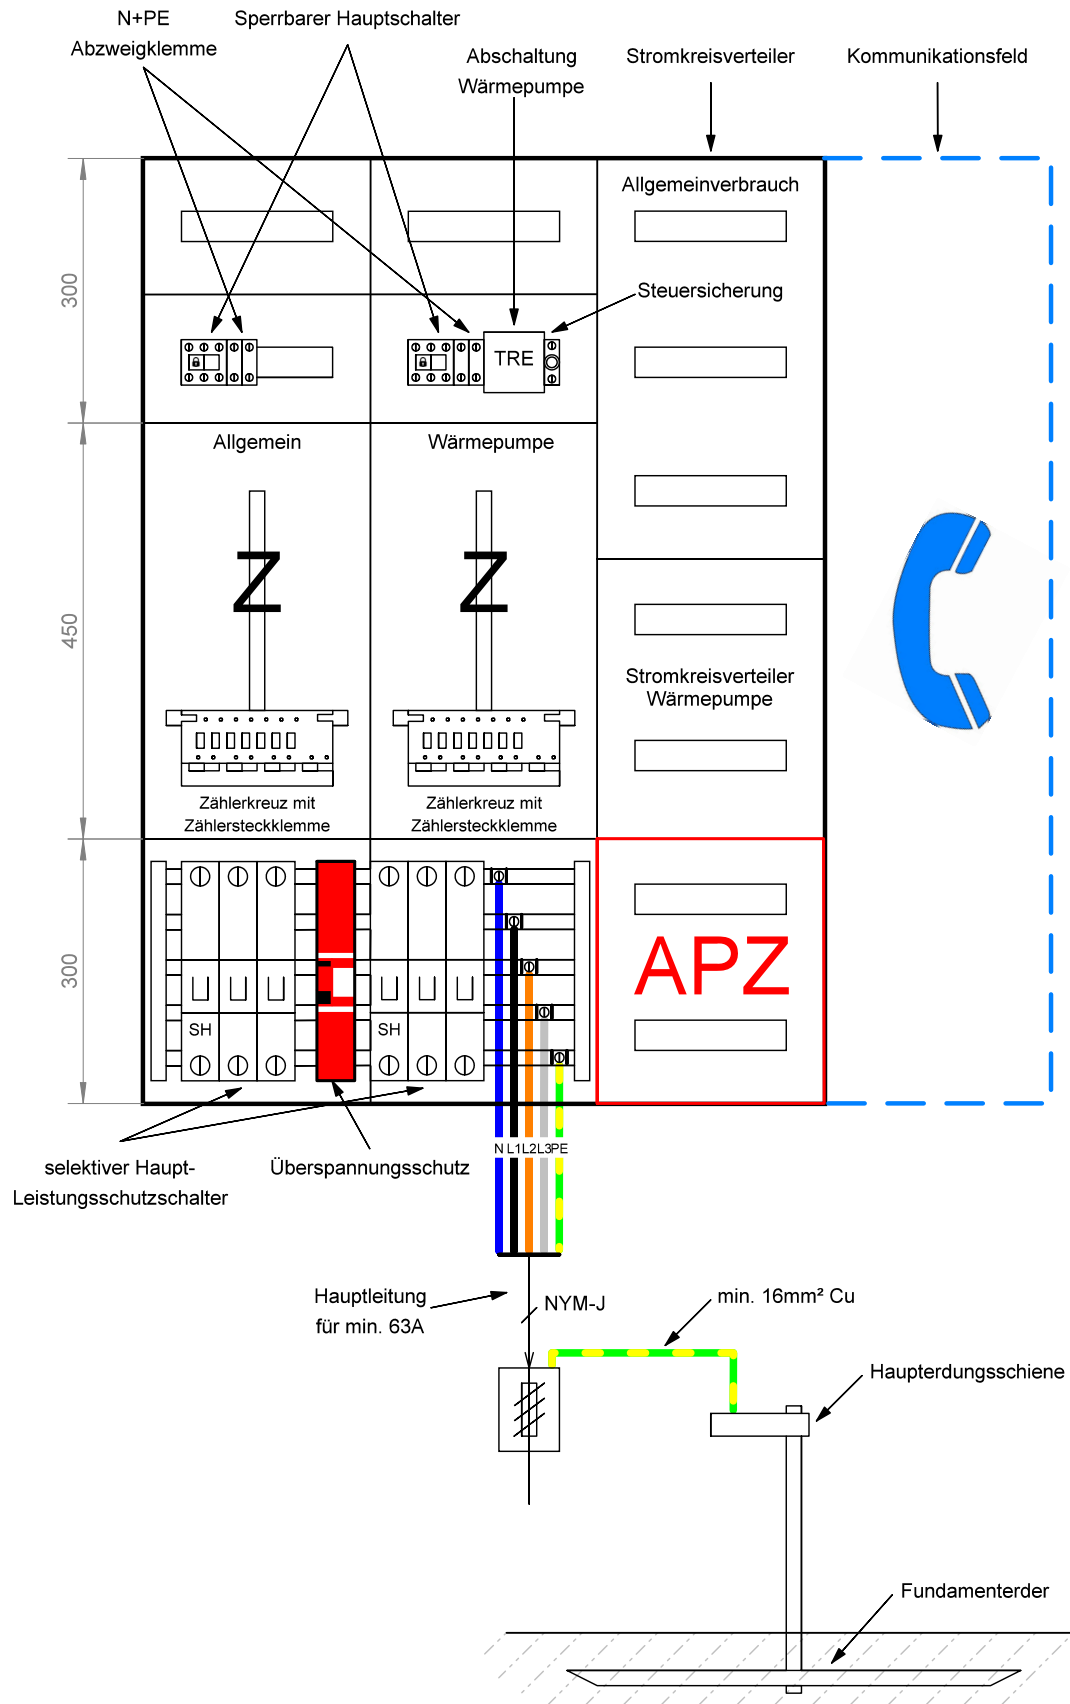 N+PE
Abzweigklemme
Sperrbarer Hauptschalter
Abschaltung
Wärmepumpe
Stromkreisverteiler
Kommunikationsfeld
Allgemeinverbrauch
300
Steuersicherung
TRE
Allgemein
Wärmepumpe
450
Z
Z
Stromkreisverteiler
Wärmepumpe
Zählerkreuz mit
Zählersteckklemme
Zählerkreuz mit
Zählersteckklemme
300
APZ
SH
SH
selektiver Haupt-
Leistungsschutzschalter
Überspannungsschutz
N L1 L2 L3 PE
Hauptleitung
für min. 63A
NYM-J
min. 16mm² Cu
Haupterdungsschiene
Fundamenterder